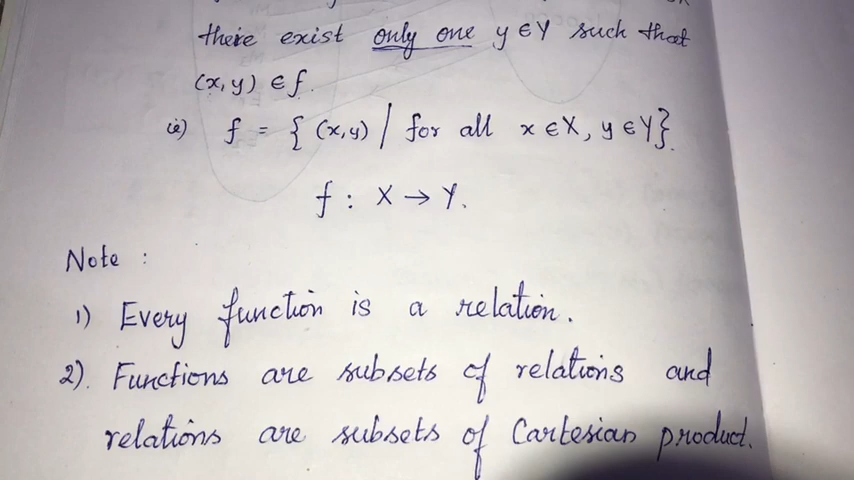 there exist only one y ∈ Y such that
(x, y) ∈ f.
(ie) f = { (x, y) / for all x ∈ X, y ∈ Y}.
f : X → Y.
Note :
1) Every function is a relation.
2). Functions are subsets of relations and
relations are subsets of Cartesian product.